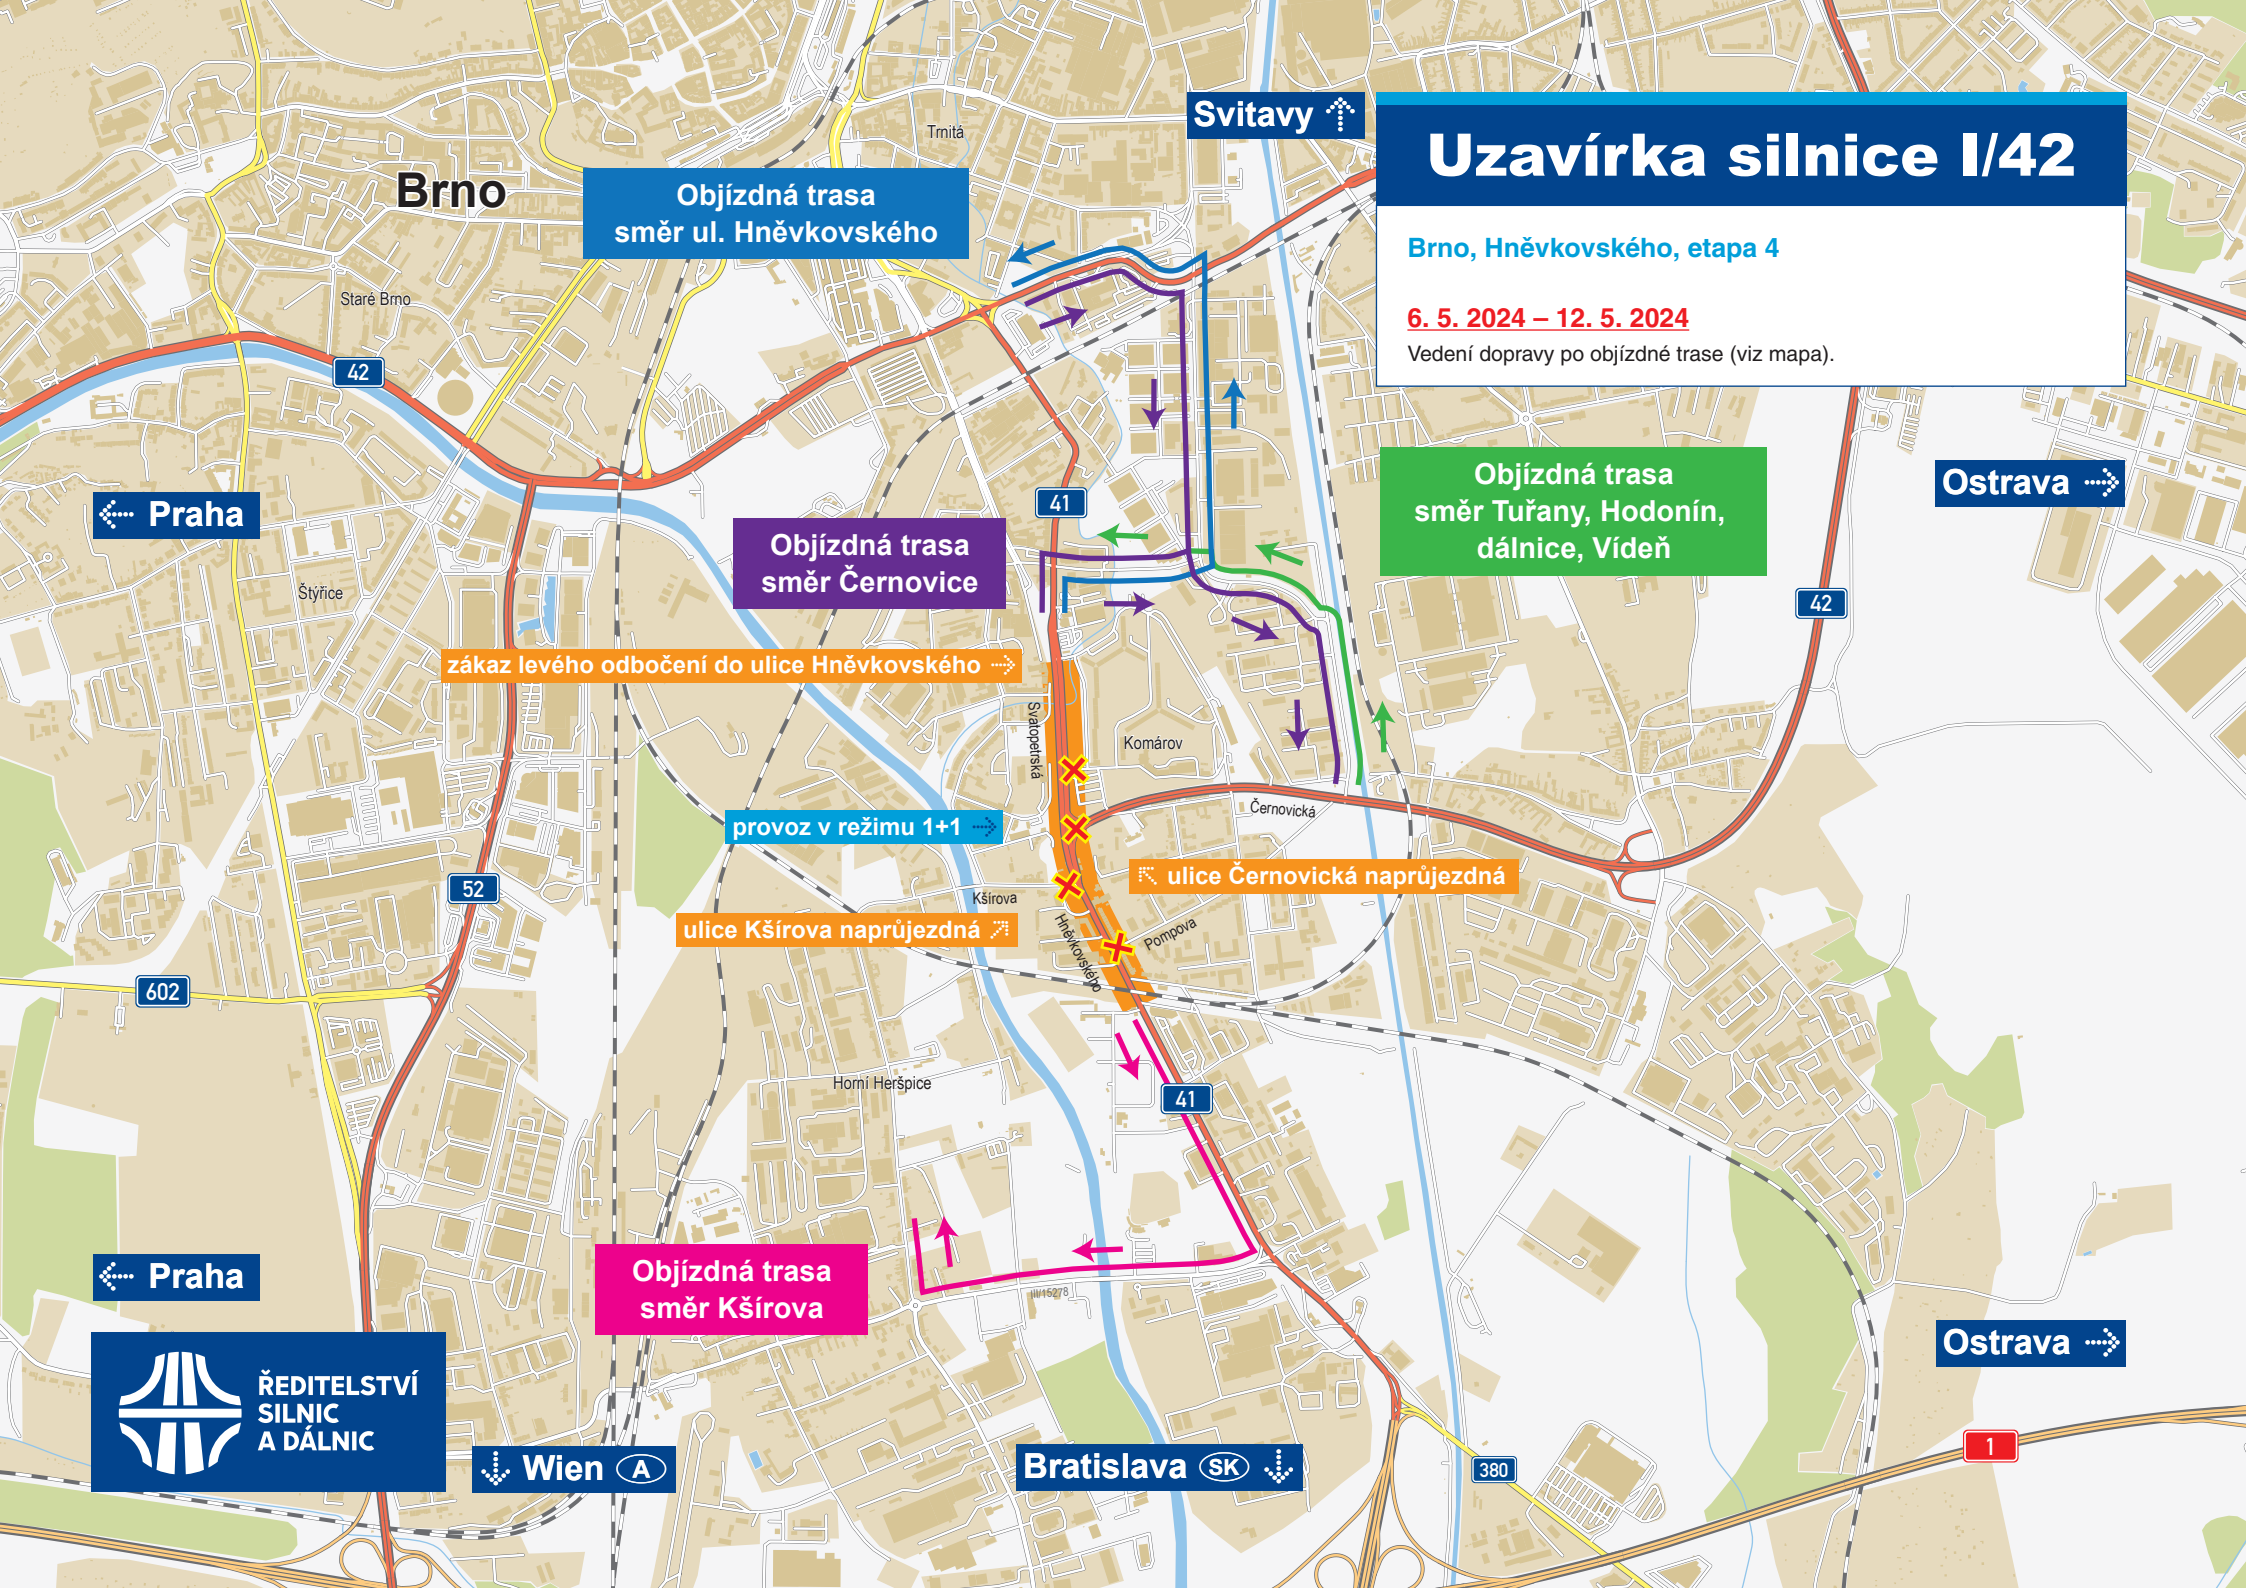 Svitavy
Uzavírka silnice I/42
Brno, Hněvkovského, etapa 4
6. 5. 2024 – 12. 5. 2024
Vedení dopravy po objízdné trase (viz mapa).
Trnitá
Brno
Objízdná trasa
směr ul. Hněvkovského
Staré Brno
42
Praha
41
Objízdná trasa
směr Černovice
Objízdná trasa
směr Tuřany, Hodonín,
dálnice, Vídeň
Ostrava
Štýřice
42
zákaz levého odbočení do ulice Hněvkovského
Svatopetrská
Komárov
Černovická
provoz v režimu 1+1
52
Kšírova
ulice Černovická naprůjezdná
ulice Kšírova naprůjezdná
Hněvkovského
Pompova
602
Horní Heršpice
41
Praha
Objízdná trasa
směr Kšírova
III/15278
Ostrava
ŘEDITELSTVÍ
SILNIC
A DÁLNIC
Wien A
Bratislava SK
380
1